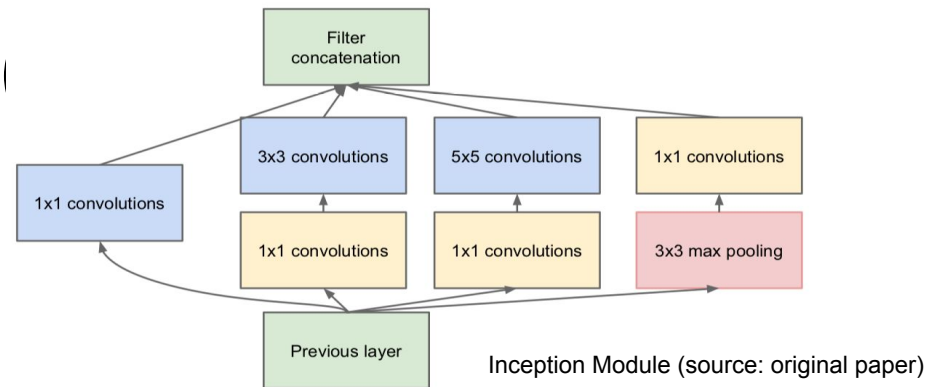 Filter
concatenation
3x3 convolutions
5x5 convolutions
1x1 convolutions
1x1 convolutions
1x1 convolutions
1x1 convolutions
3x3 max pooling
Previous layer
Inception Module (source: original paper)